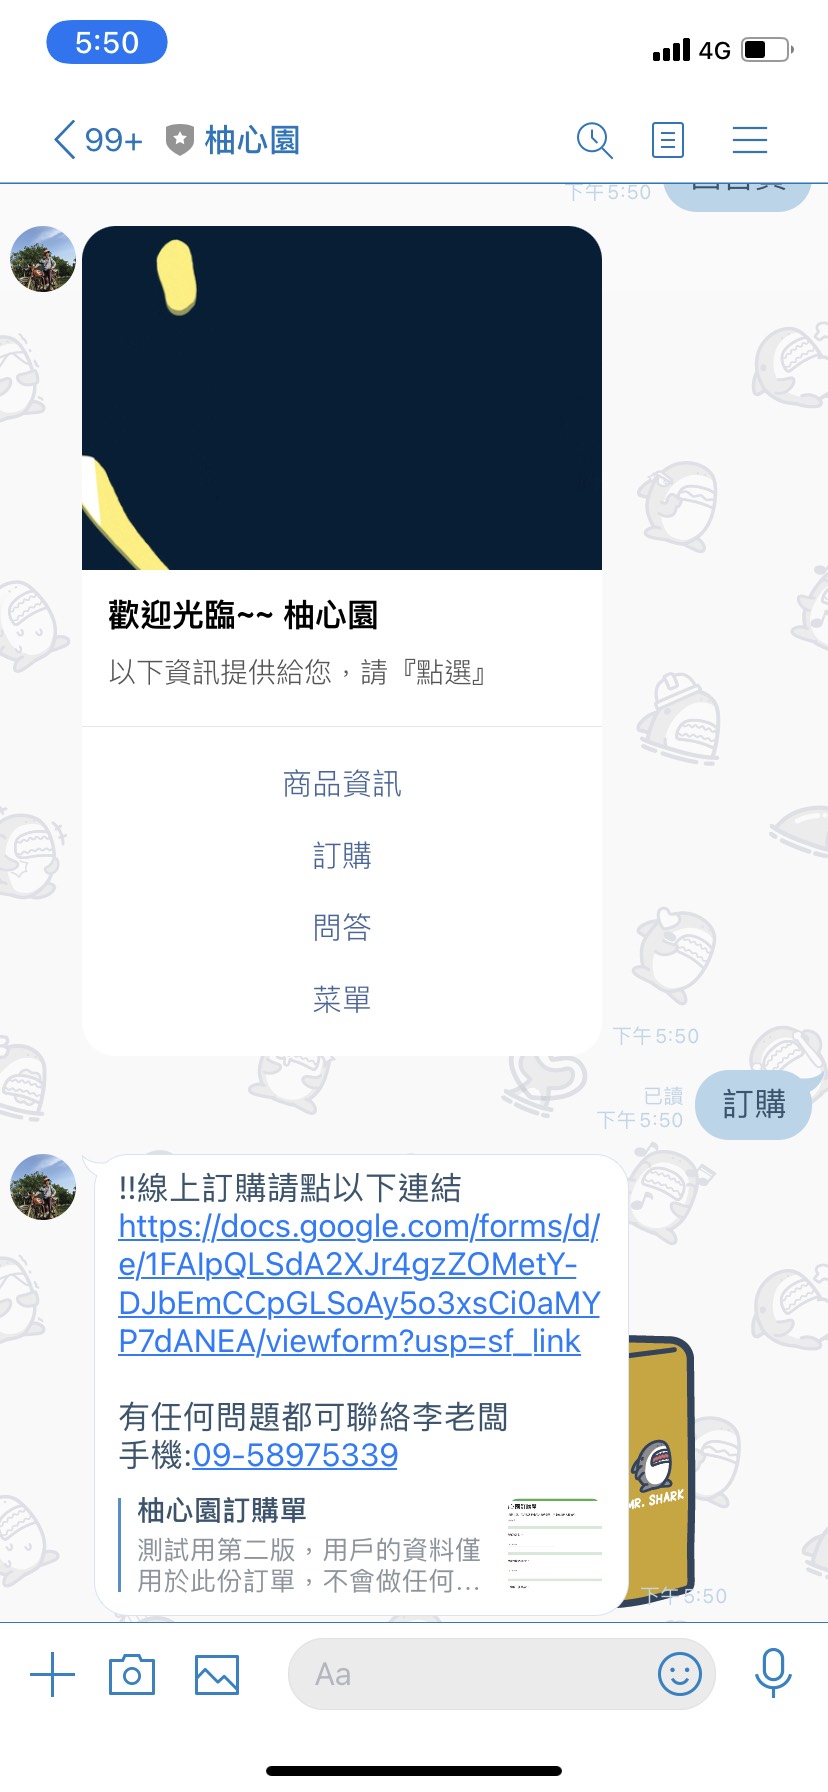 5:50
4G
99+
柚心園
下午5:50
歡迎光臨~~ 柚心園
以下資訊提供給您，請『點選』
商品資訊
訂購
問答
菜單
下午5:50
已讀
下午5:50
訂購
!!線上訂購請點以下連結
https://docs.google.com/forms/d/
e/1FAIpQLSdA2XJr4gzZOMetY-
DJbEmCCpGLSoAy5o3xsCi0aMY
P7dANEA/viewform?usp=sf_link
有任何問題都可聯絡李老闆
手機:09-58975339
柚心園訂購單
測試用第二版，用戶的資料僅
用於此份訂單，不會做任何...
MR. SHARK
下午5:50
Aa